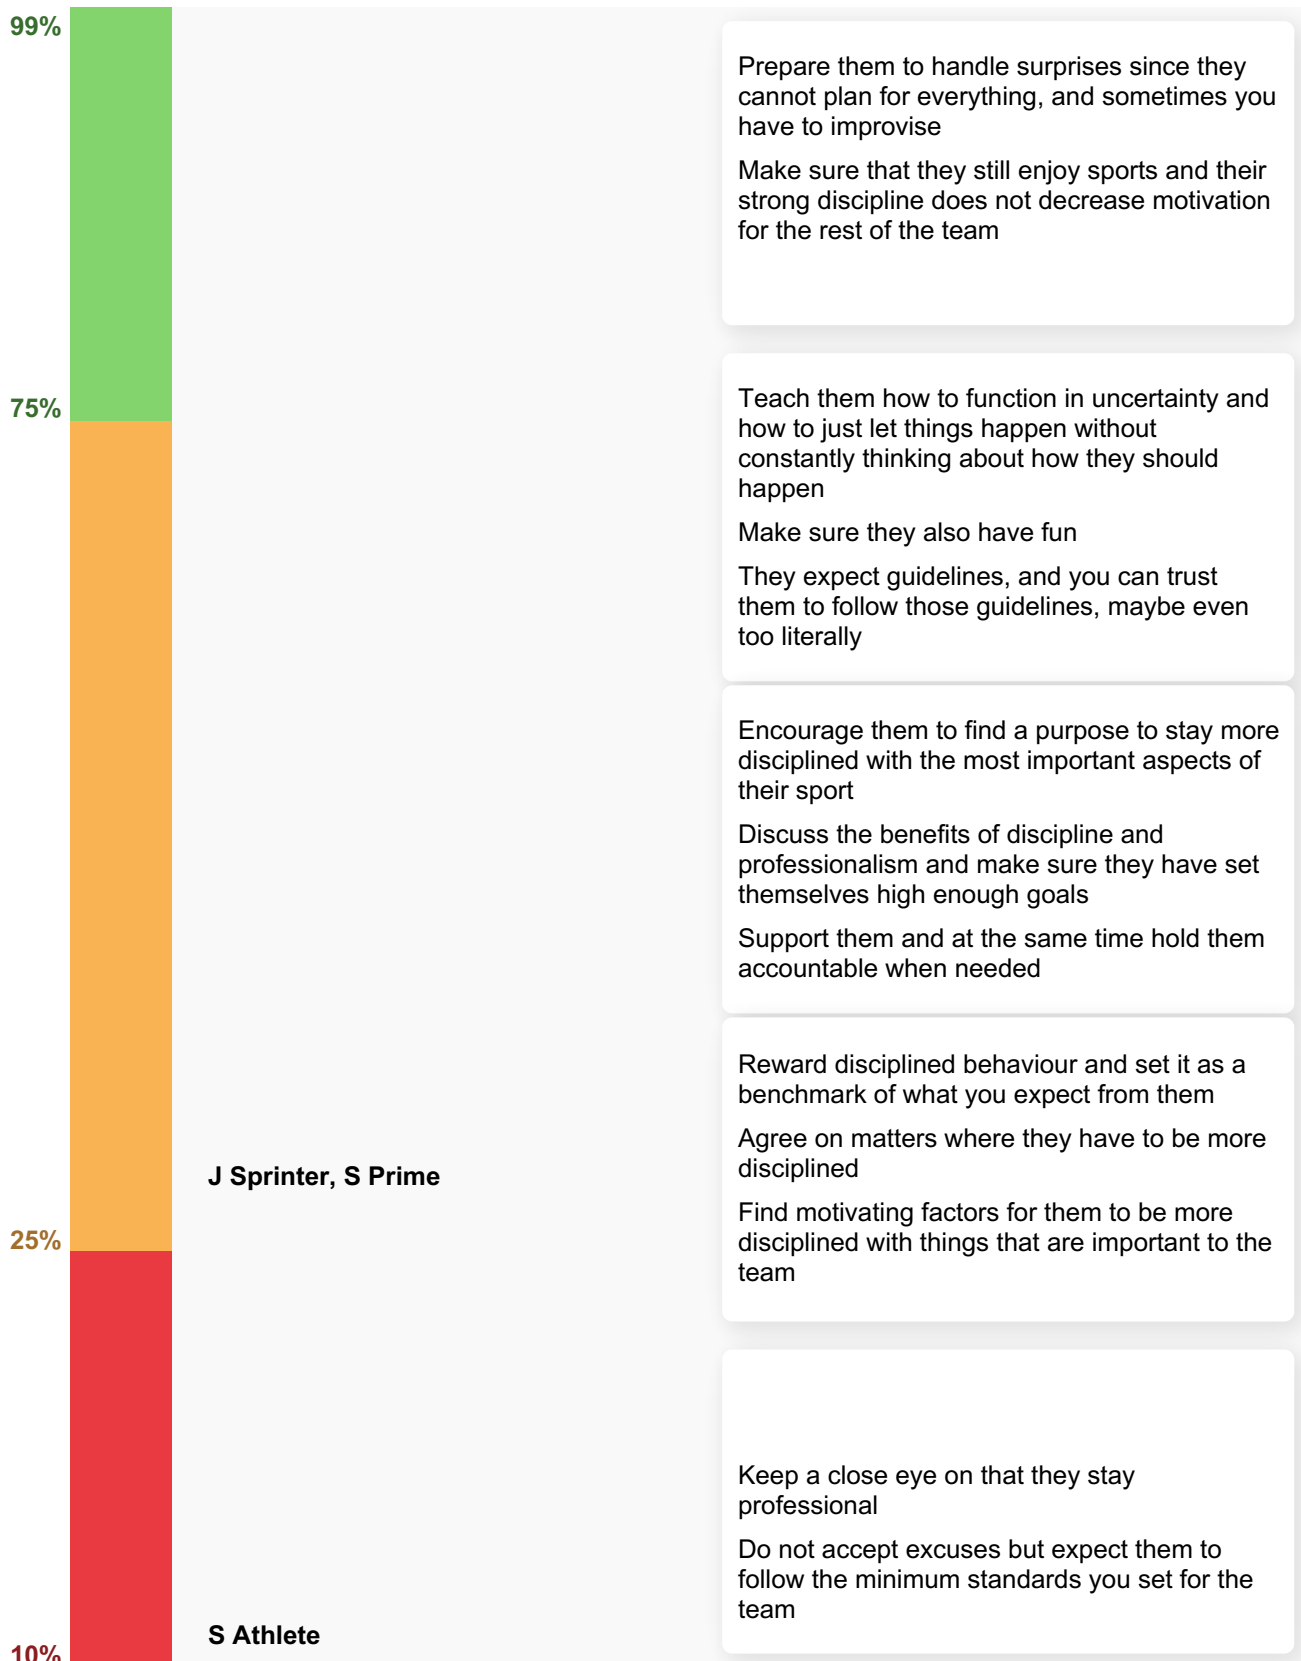 99%
Prepare them to handle surprises since they
cannot plan for everything, and sometimes you
have to improvise
Make sure that they still enjoy sports and their
strong discipline does not decrease motivation
for the rest of the team
75%
Teach them how to function in uncertainty and
how to just let things happen without
constantly thinking about how they should
happen
Make sure they also have fun
They expect guidelines, and you can trust
them to follow those guidelines, maybe even
too literally
Encourage them to find a purpose to stay more
disciplined with the most important aspects of
their sport
Discuss the benefits of discipline and
professionalism and make sure they have set
themselves high enough goals
Support them and at the same time hold them
accountable when needed
Reward disciplined behaviour and set it as a
benchmark of what you expect from them
Agree on matters where they have to be more
disciplined
Find motivating factors for them to be more
disciplined with things that are important to the
team
J Sprinter, S Prime
25%
Keep a close eye on that they stay
professional
Do not accept excuses but expect them to
follow the minimum standards you set for the
team
S Athlete
10%